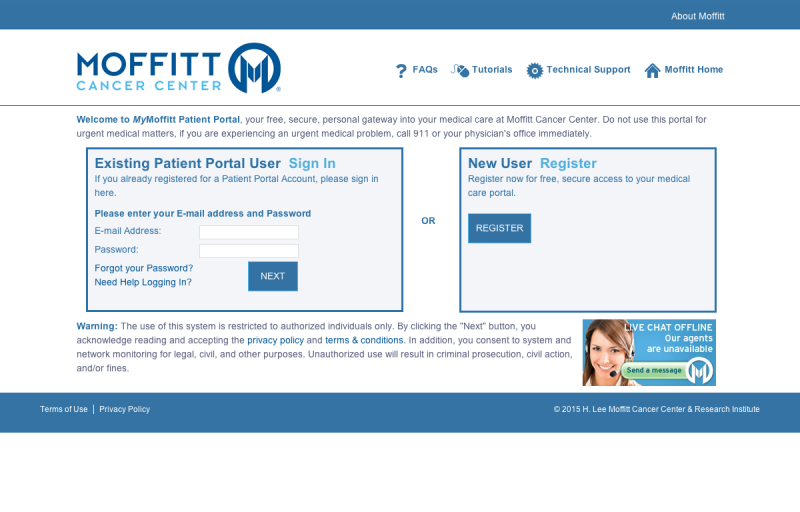 About Moffitt
MOFFITT
CANCER CENTER
®
FAQs
Tutorials
Technical Support
Moffitt Home
Welcome to MyMoffitt Patient Portal, your free, secure, personal gateway into your medical care at Moffitt Cancer Center. Do not use this portal for
urgent medical matters, if you are experiencing an urgent medical problem, call 911 or your physician's office immediately.
Existing Patient Portal User Sign In
If you already registered for a Patient Portal Account, please sign in
here.
Please enter your E-mail address and Password
E-mail Address:
Password:
Forgot your Password?
Need Help Logging In?
NEXT
OR
New User Register
Register now for free, secure access to your medical
care portal.
REGISTER
Warning: The use of this system is restricted to authorized individuals only. By clicking the "Next" button, you
acknowledge reading and accepting the privacy policy and terms & conditions. In addition, you consent to system and
network monitoring for legal, civil, and other purposes. Unauthorized use will result in criminal prosecution, civil action,
and/or fines.
LIVE CHAT OFFLINE
Our agents
are unavailable
Send a message
Terms of Use | Privacy Policy
© 2015 H. Lee Moffitt Cancer Center & Research Institute